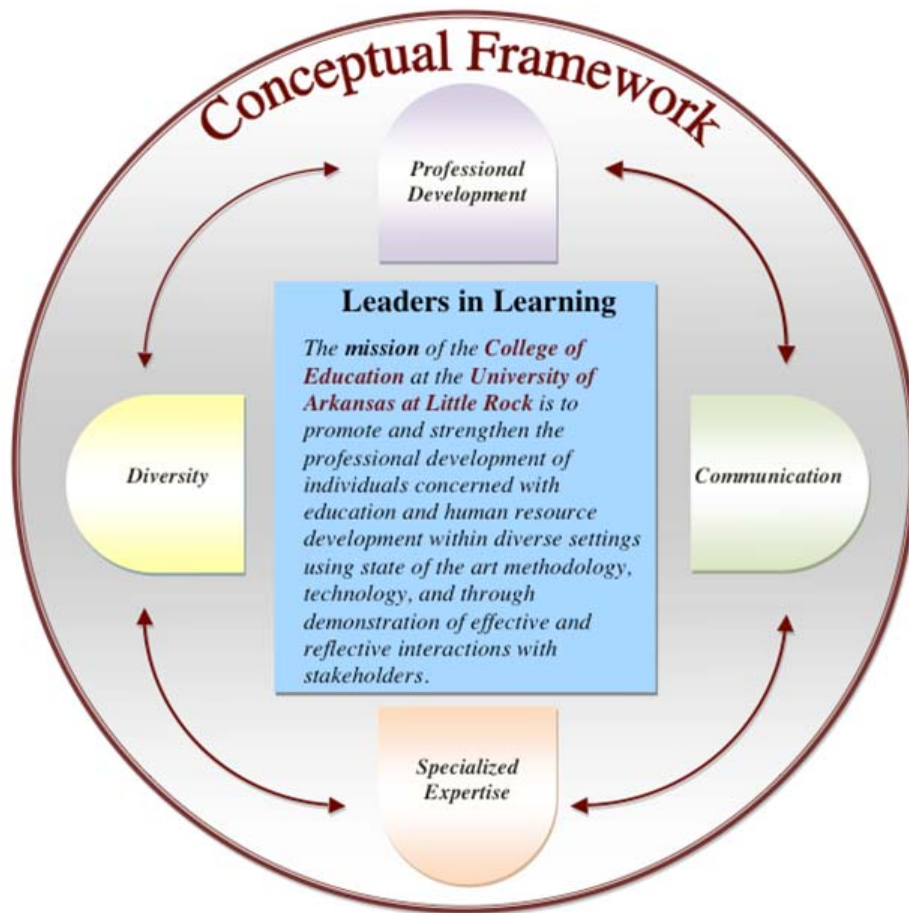 Conceptual Framework
Professional
Development
Leaders in Learning
The mission of the College of
Education at the University of
Arkansas at Little Rock is to
promote and strengthen the
professional development of
individuals concerned with
education and human resource
development within diverse settings
using state of the art methodology,
technology, and through
demonstration of effective and
reflective interactions with
stakeholders.
Diversity
Communication
Specialized
Expertise